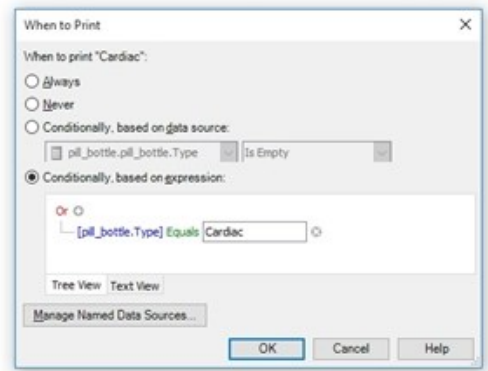 When to Print
When to print "Cardiac":
Always
Never
Conditionally, based on data source:
pill_bottle.pill_bottle.Type Is Empty
Conditionally, based on expression:
Or
[pill_bottle.Type] Equals Cardiac
Tree View Text View
Manage Named Data Sources...
OK Cancel Help